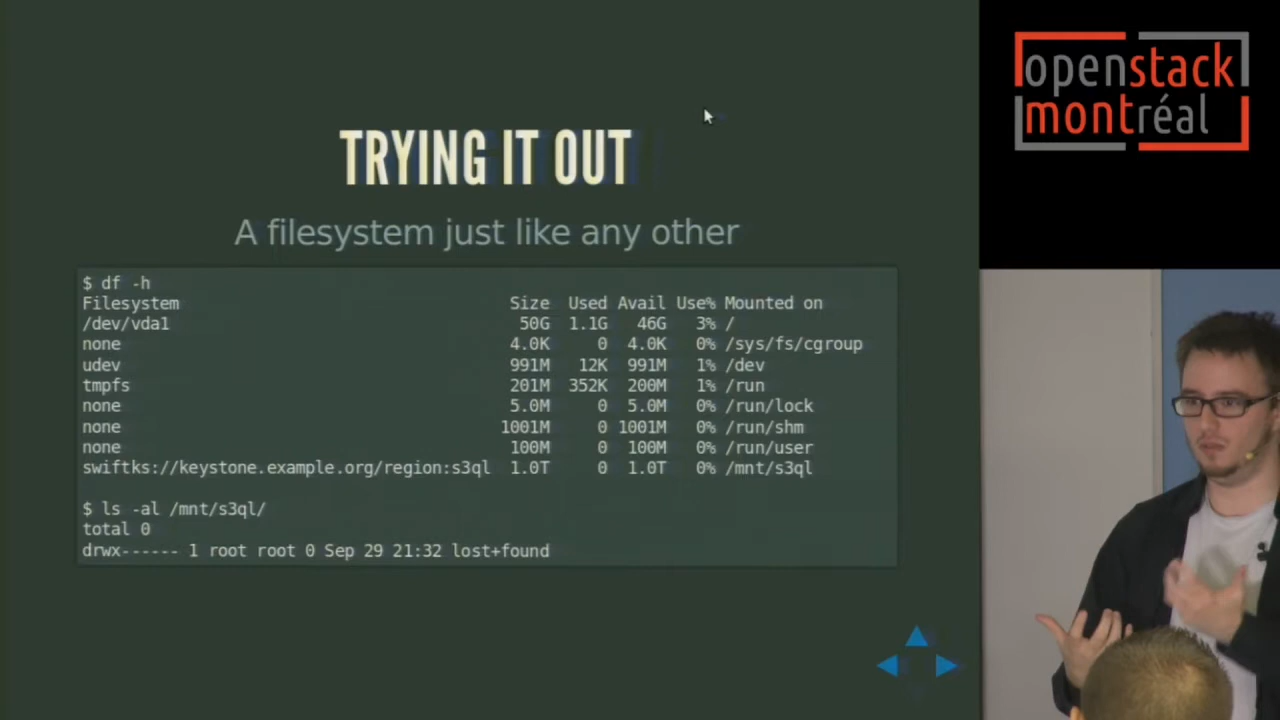 TRYING IT OUT
A filesystem just like any other
$ df -h
Filesystem Size Used Avail Use% Mounted on
/dev/vda1 50G 1.1G 46G 3% /
none 4.0K 0 4.0K 0% /sys/fs/cgroup
udev 991M 12K 991M 1% /dev
tmpfs 201M 352K 200M 1% /run
none 5.0M 0 5.0M 0% /run/lock
none 1001M 0 1001M 0% /run/shm
none 100M 0 100M 0% /run/user
swiftks://keystone.example.org/region:s3ql 1.0T 0 1.0T 0% /mnt/s3ql
$ ls -al /mnt/s3ql/
total 0
drwx------ 1 root root 0 Sep 29 21:32 lost+found
openstack
montréal